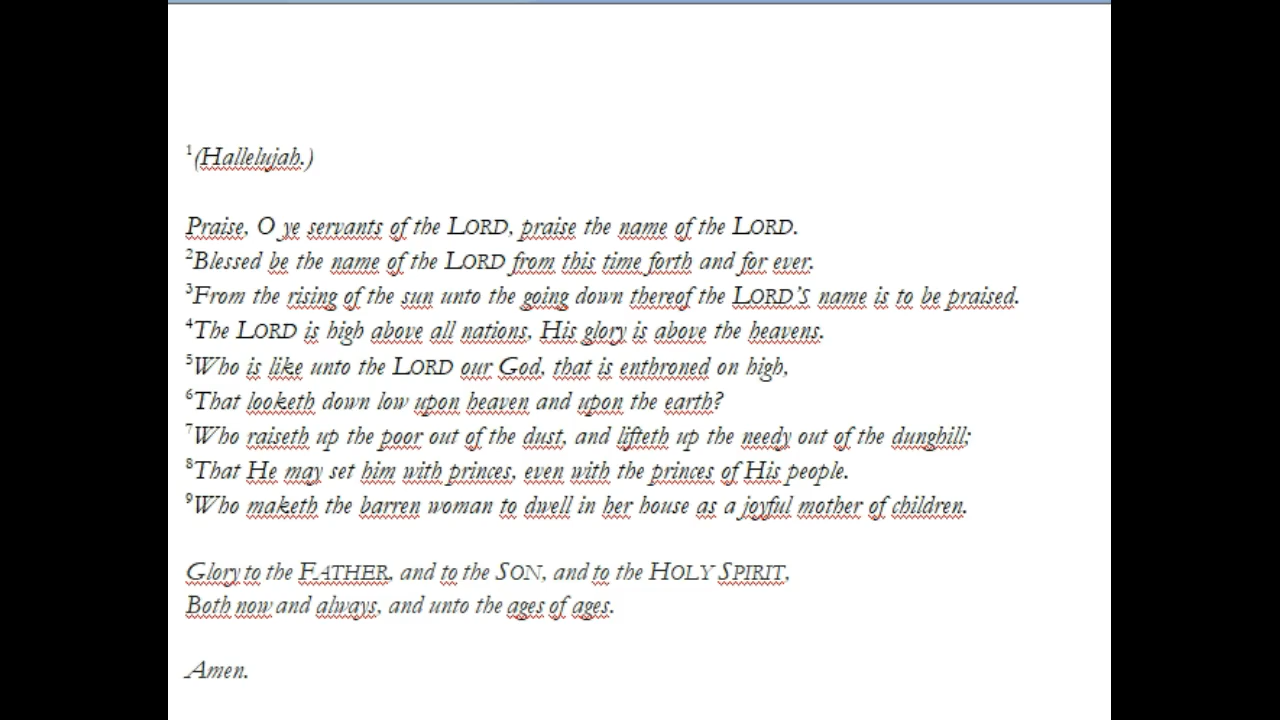 ¹(Hallelujah.)
Praise, O ye servants of the LORD, praise the name of the LORD.
²Blessed be the name of the LORD from this time forth and for ever.
³From the rising of the sun unto the going down thereof the LORD'S name is to be praised.
⁴The LORD is high above all nations, His glory is above the heavens.
⁵Who is like unto the LORD our God, that is enthroned on high,
⁶That looketh down low upon heaven and upon the earth?
⁷Who raiseth up the poor out of the dust, and lifteth up the needy out of the dunghill;
⁸That He may set him with princes, even with the princes of His people.
⁹Who maketh the barren woman to dwell in her house as a joyful mother of children.
Glory to the FATHER, and to the SON, and to the HOLY SPIRIT,
Both now and always, and unto the ages of ages.
Amen.